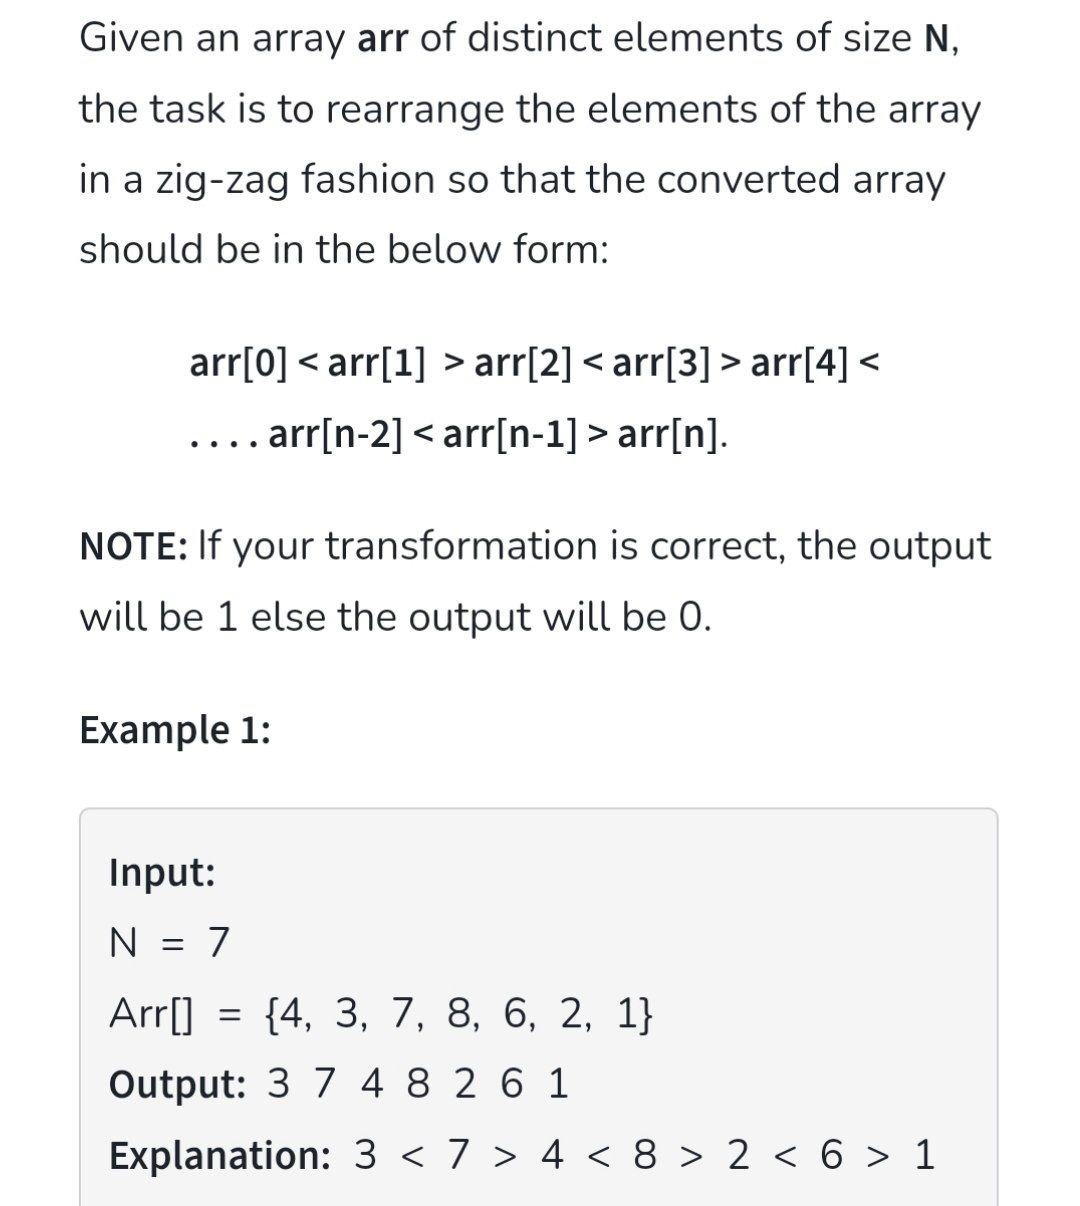 Given an array arr of distinct elements of size N,
the task is to rearrange the elements of the array
in a zig-zag fashion so that the converted array
should be in the below form:
arr[0] < arr[1]  > arr[2] < arr[3] > arr[4] <
. . . . arr[n-2] < arr[n-1] > arr[n].
NOTE: If your transformation is correct, the output
will be 1 else the output will be 0.
Example 1:
Input:
N = 7
Arr[] = {4, 3, 7, 8, 6, 2, 1}
Output: 3 7 4 8 2 6 1
Explanation: 3 < 7 > 4 < 8 > 2 < 6 > 1